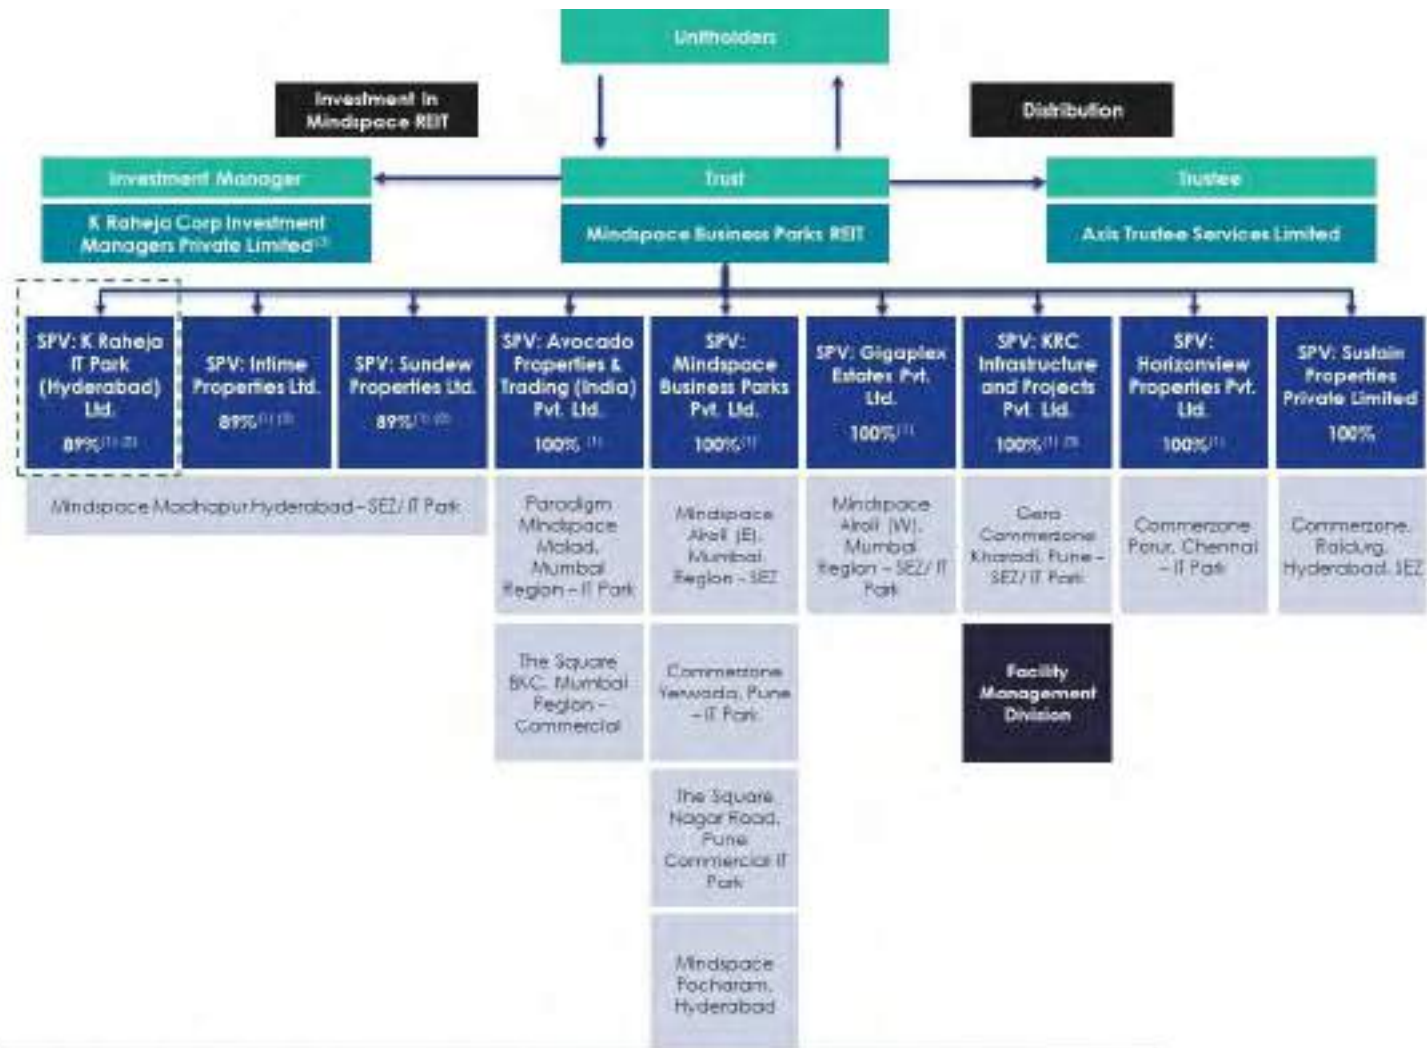 Unitholders
Investment in
Mindspace REIT
Distribution
Investment Manager
Trust
Trustee
K Raheja Corp Investment
Managers Private Limited
Mindspace Business Parks REIT
Axis Trustee Services Limited
SPV: K Raheja
IT Park
(Hyderabad)
Ltd.
89%
SPV: Intime
Properties Ltd.
89%
SPV: Sundew
Properties Ltd.
89%
SPV: Avocado
Properties &
Trading (India)
Pvt. Ltd.
100% (1)
SPV:
Mindspace
Business Parks
Pvt. Ltd.
100%(1)
SPV: Gigaplex
Estates Pvt.
Ltd.
100%(1)
SPV: KRC
Infrastructure
and Projects
Pvt. Ltd.
100%(1)
SPV:
Horizonview
Properties Pvt.
Ltd.
100%(1)
SPV: Sustain
Properties
Private Limited
100%
Mindspace Madhapur Hyderabad – SEZ/ IT Park
Paradigm
Mindspace
Malad,
Mumbai
Region – IT Park
Mindspace
Airoli (E),
Mumbai
Region – SEZ
Mindspace
Airoli (W),
Mumbai
Region – SEZ/ IT
Park
Gera
Commerzone
Kharadi, Pune –
SEZ/ IT Park
Commerzone
Porur, Chennai
– IT Park
Commerzone,
Raidurg,
Hyderabad, SEZ
The Square
BKC, Mumbai
Region –
Commercial
Commerzone
Yerwada, Pune
– IT Park
Facility
Management
Division
The Square
Nagar Road,
Pune
Commercial IT
Park
Mindspace
Pocharam,
Hyderabad